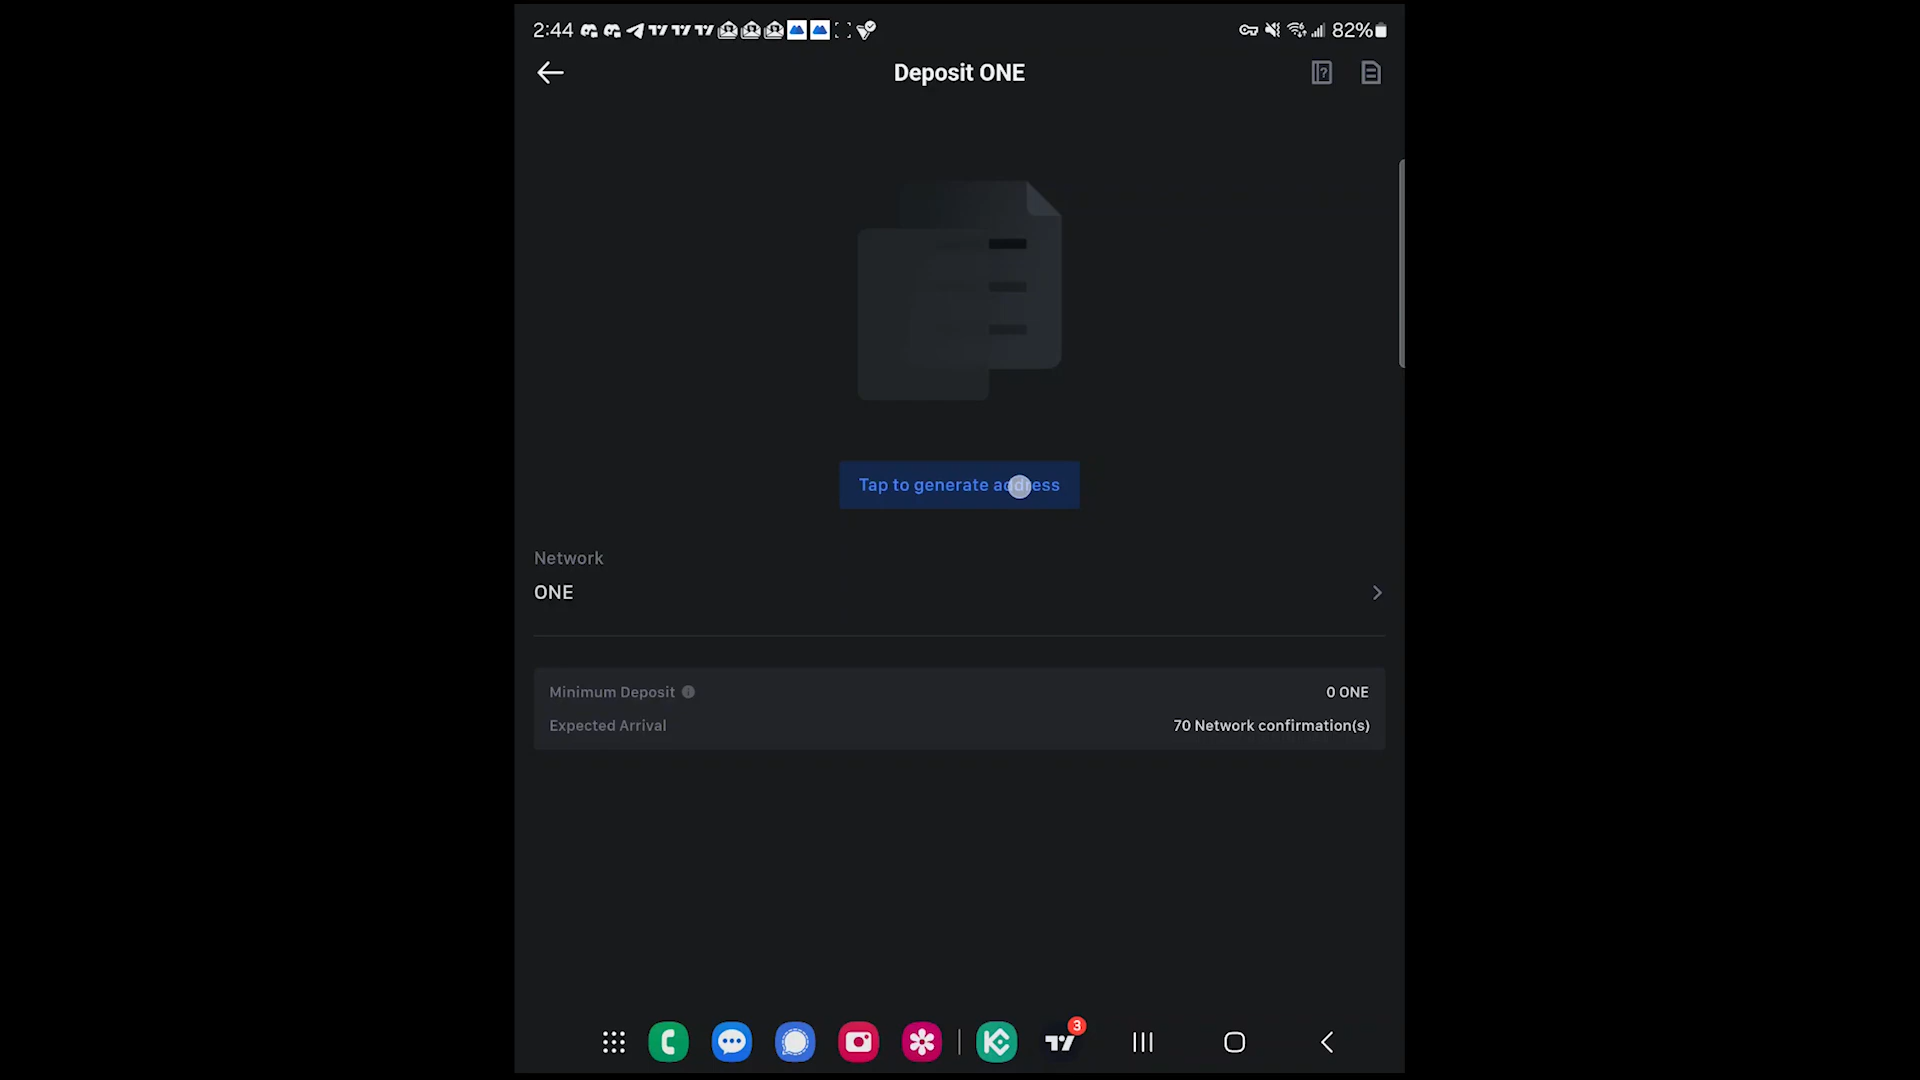 2:44
82%
Deposit ONE
Tap to generate address
Network
ONE
Minimum Deposit
0 ONE
Expected Arrival
70 Network confirmation(s)
3